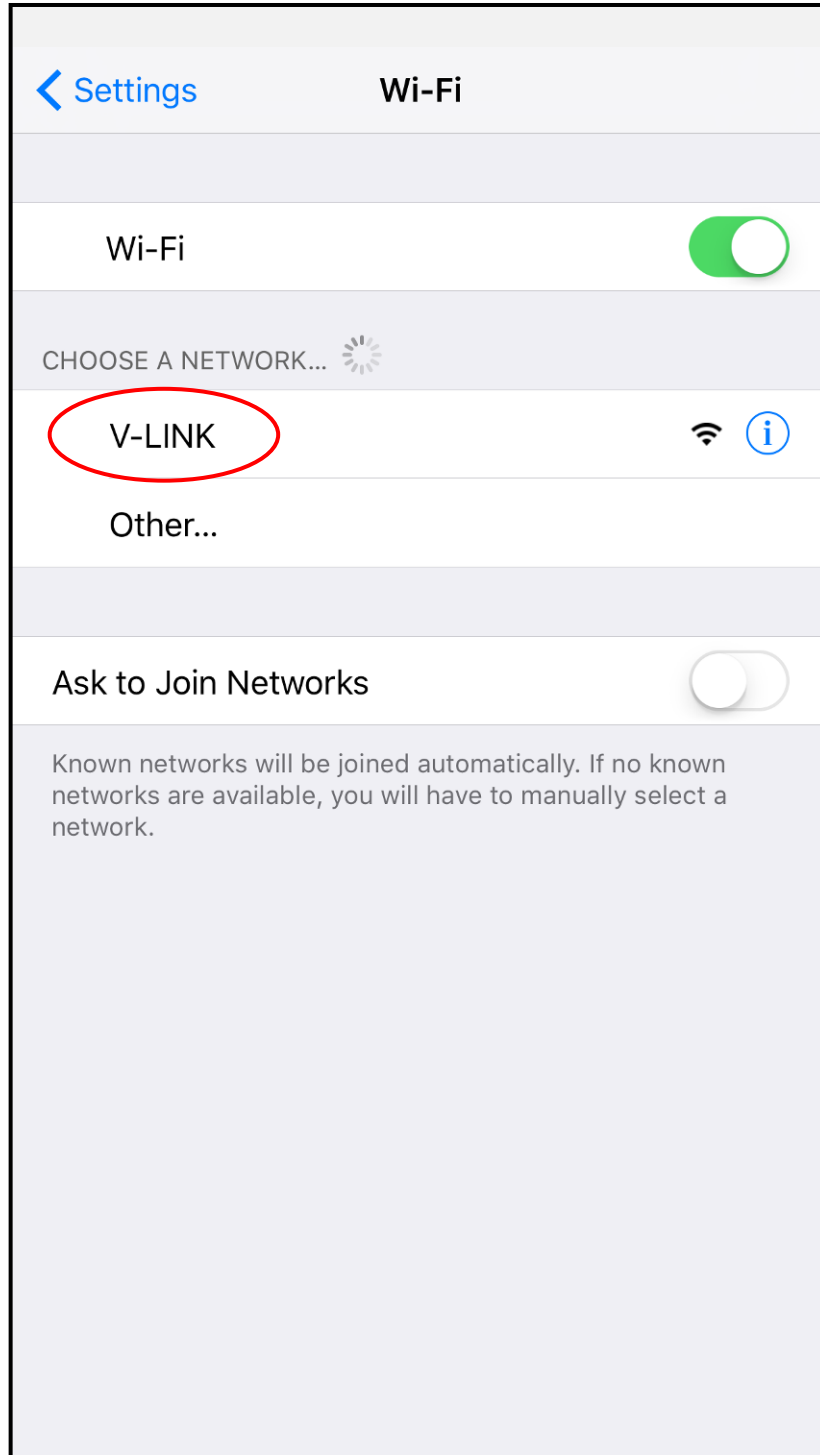 Settings
Wi-Fi
Wi-Fi
CHOOSE A NETWORK...
V-LINK
i
Other...
Ask to Join Networks
Known networks will be joined automatically. If no known
networks are available, you will have to manually select a
network.